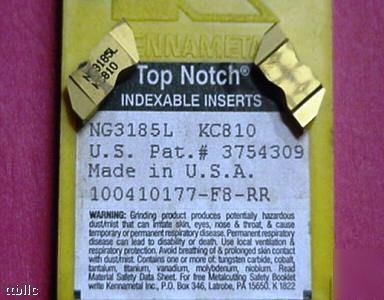 KENNAMETAL
NG3185L
KC810
Top Notch®
INDEXABLE INSERTS
NG3185L KC810
U.S. Pat.# 3754309
Made in U.S.A.
100410177-F8-RR
WARNING: Grinding product produces potentially hazardous
dust/mist that can irritate skin, eyes, nose & throat, & cause
temporary or permanent respiratory disease. Permanent respiratory
disease can lead to disability or death. Use local ventilation &
respiratory protection. Avoid breathing of & prolonged skin contact
with dust/mist. Contains one or more of: tungsten carbide, cobalt,
tantalum, titanium, vanadium, molybdenum, niobium. Read
Material Safety Data Sheet. For free Metalcutting Safety Booklet
write Kennametal Inc., P.O. Box 346, Latrobe, PA 15650. K 1822
cbllc